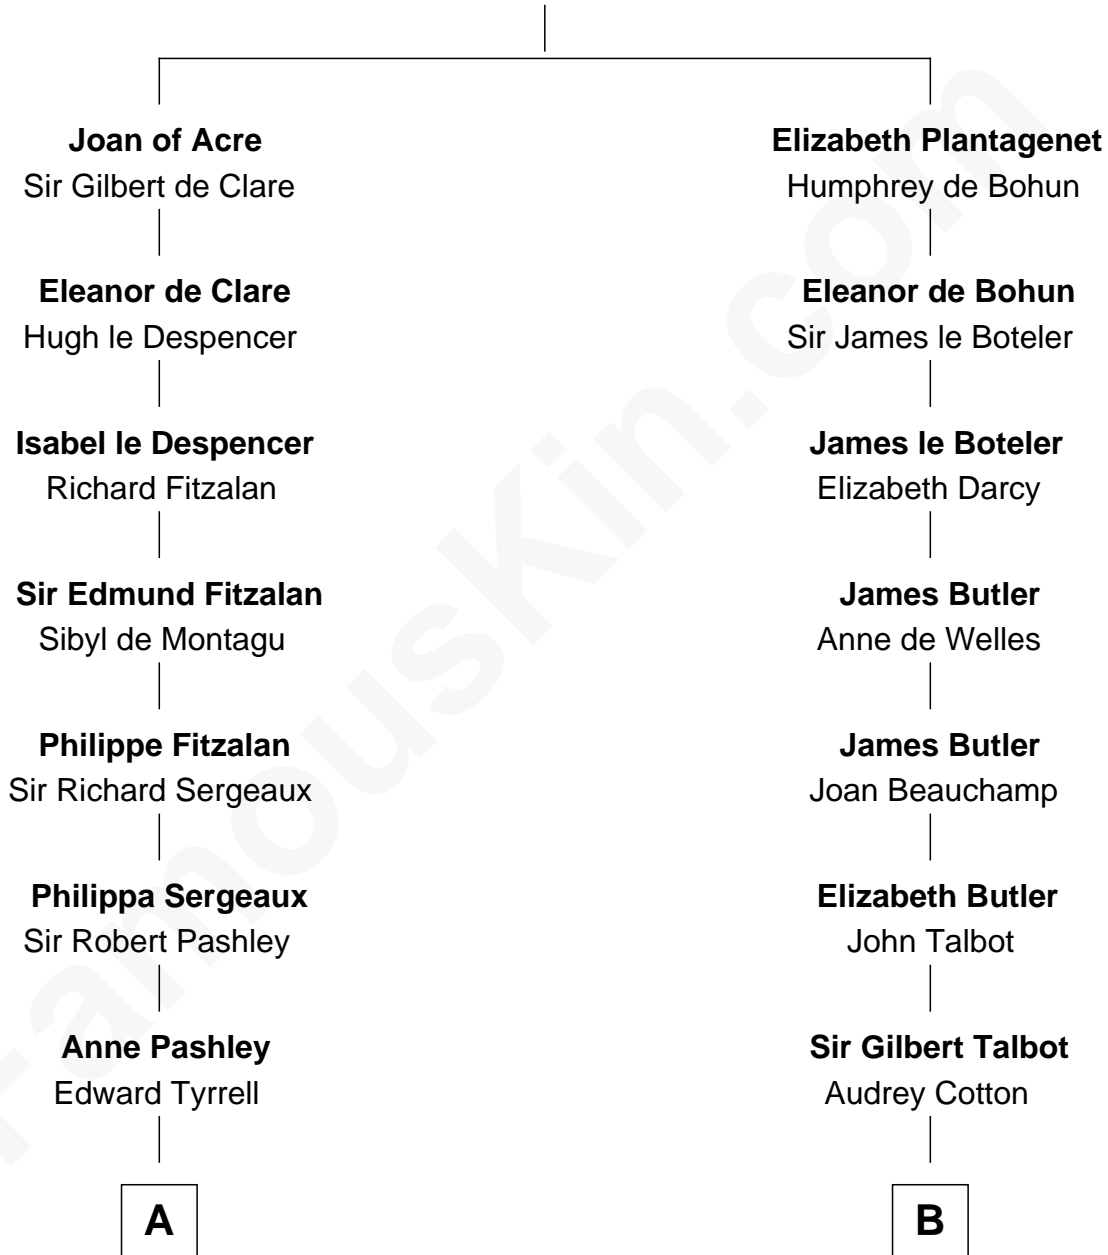 Joan of Acre
Sir Gilbert de Clare
Eleanor de Clare
Hugh le Despencer
Isabel le Despencer
Richard Fitzalan
Sir Edmund Fitzalan
Sibyl de Montagu
Philippe Fitzalan
Sir Richard Sergeaux
Philippa Sergeaux
Sir Robert Pashley
Anne Pashley
Edward Tyrrell
A
Elizabeth Plantagenet
Humphrey de Bohun
Eleanor de Bohun
Sir James le Boteler
James le Boteler
Elizabeth Darcy
James Butler
Anne de Welles
James Butler
Joan Beauchamp
Elizabeth Butler
John Talbot
Sir Gilbert Talbot
Audrey Cotton
B
FamousKin.com